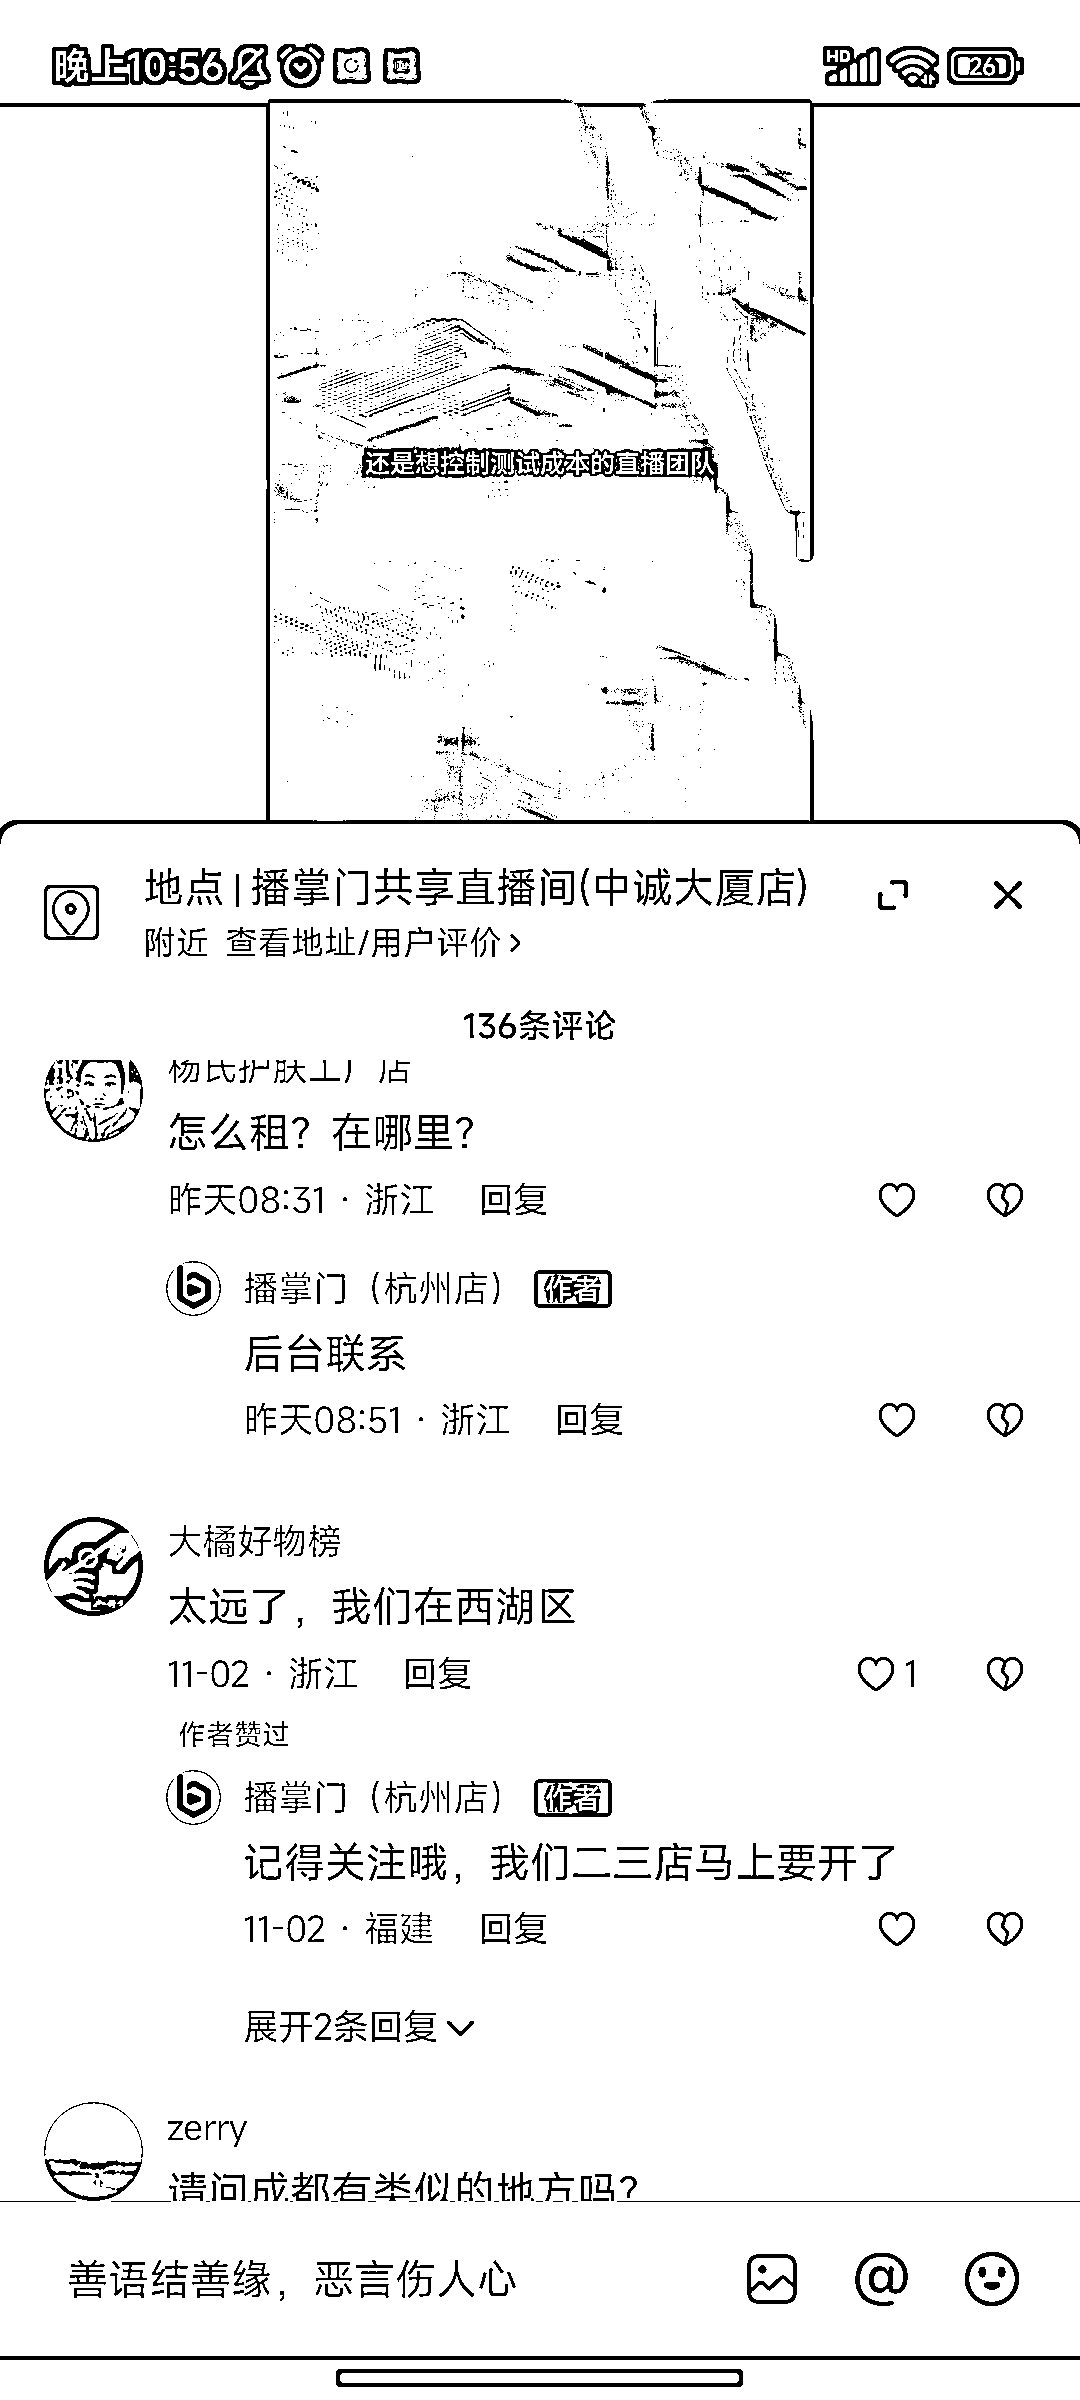 晚上10:56
HD
26
还是想控制测试成本的直播团队
地点 | 播掌门共享直播间(中诚大厦店)
附近 查看地址/用户评价 >
136条评论
杨氏护肤工厂店
怎么租？在哪里？
昨天08:31 · 浙江 回复
播掌门（杭州店） 作者
后台联系
昨天08:51 · 浙江 回复
大橘好物榜
太远了，我们在西湖区
11-02 · 浙江 回复 1
作者赞过
播掌门（杭州店） 作者
记得关注哦，我们二三店马上要开了
11-02 · 福建 回复
展开2条回复
zerry
请问成都有类似的地方吗？
善语结善缘，恶言伤人心